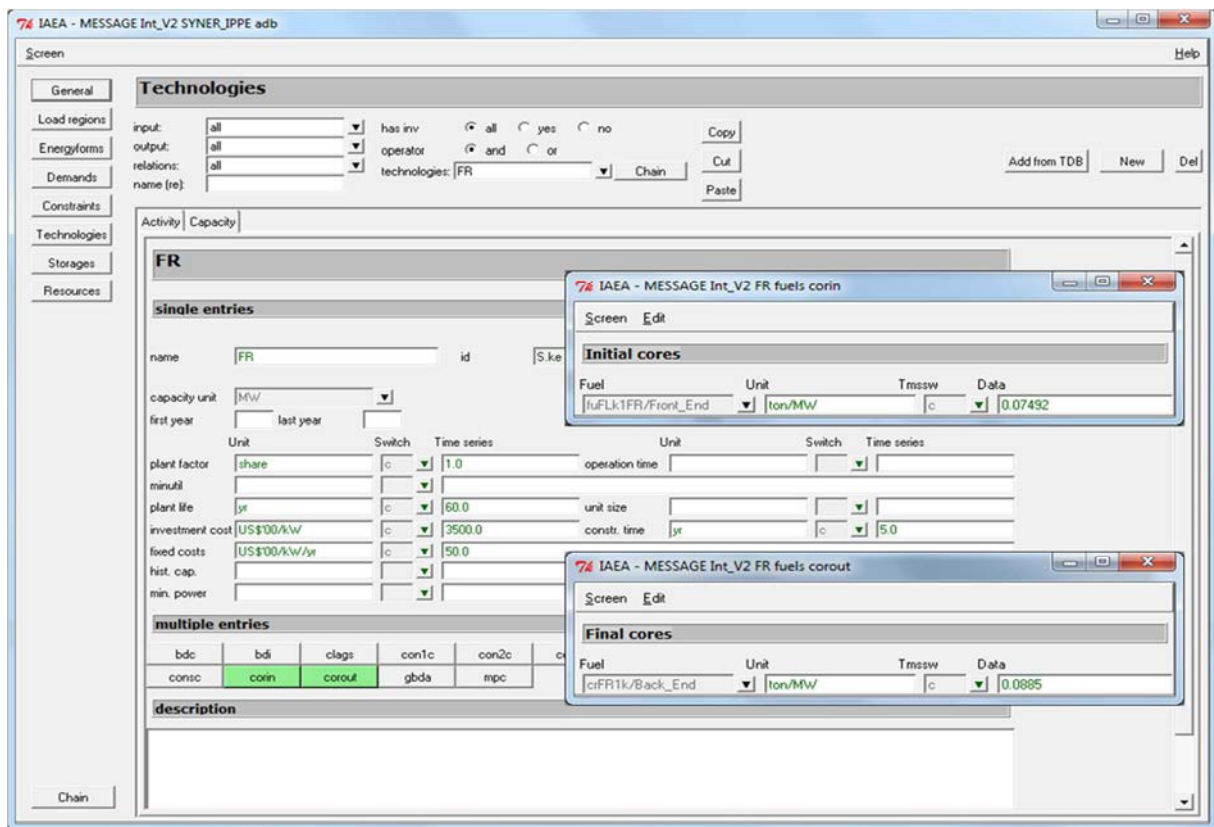 IAEA - MESSAGE Int_V2 SYNER_IPPE adb
Screen Help
General
Load regions
Energyforms
Demands
Constraints
Technologies
Storages
Resources
Chain
Technologies
input: all has inv all yes no Copy
output: all operator and or Cut Add from TDB New Del
relations: all technologies: FR Chain
name (re): Paste
Activity Capacity
FR
single entries
name FR id S.ke
capacity unit MW
first year last year
Unit Switch Time series Unit Switch Time series
plant factor share c 1.0 operation time
minutil
plant life yr c 60.0 unit size
investment cost US$'00/kW c 3500.0 constr. time yr c 5.0
fixed costs US$'00/kW/yr c 50.0
hist. cap.
min. power
multiple entries
bdc bdi clags con1c con2c
consc corin corout gbda mpc
description
IAEA - MESSAGE Int_V2 FR fuels corin
Screen Edit
Initial cores
Fuel Unit Tmssw Data
fuFLk1FR/Front_End ton/MW c 0.07492
IAEA - MESSAGE Int_V2 FR fuels corout
Screen Edit
Final cores
Fuel Unit Tmssw Data
crFR1k/Back_End ton/MW c 0.0885